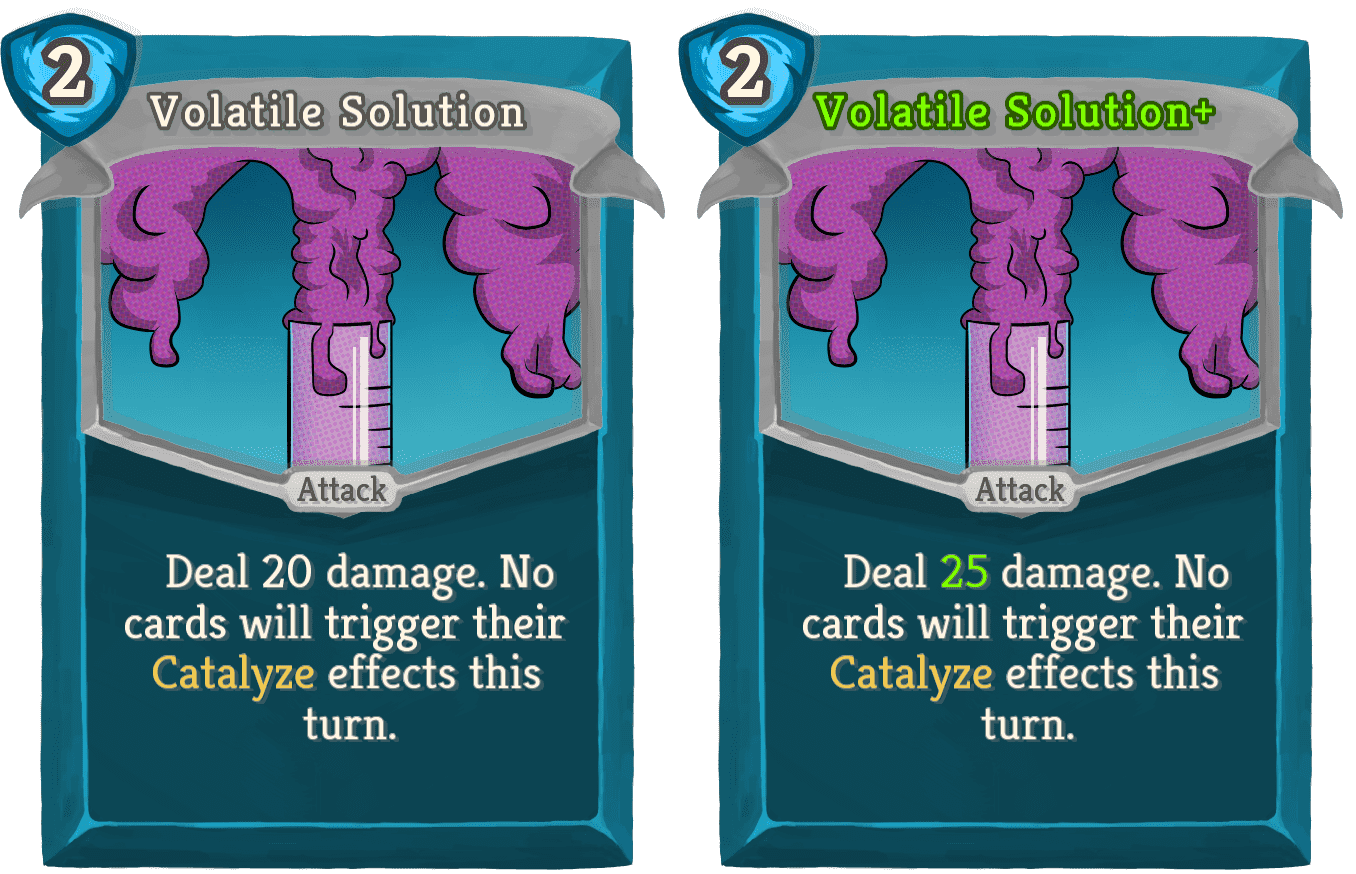 2
Volatile Solution
Attack
Deal 20 damage. No
cards will trigger their
Catalyze effects this
turn.
2
Volatile Solution+
Attack
Deal 25 damage. No
cards will trigger their
Catalyze effects this
turn.